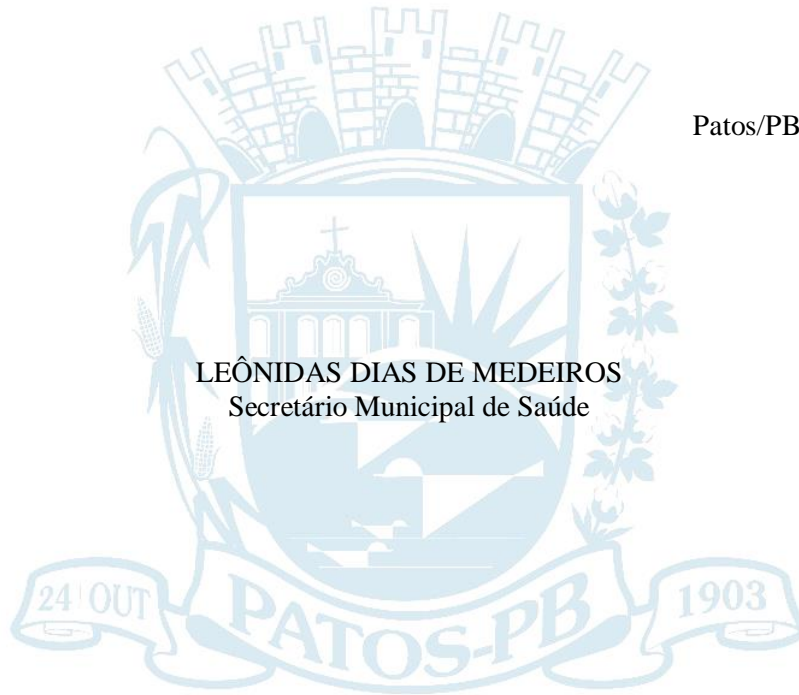 Patos/PB
LEÔNIDAS DIAS DE MEDEIROS
Secretário Municipal de Saúde
24 OUT
PATOS-PB
1903